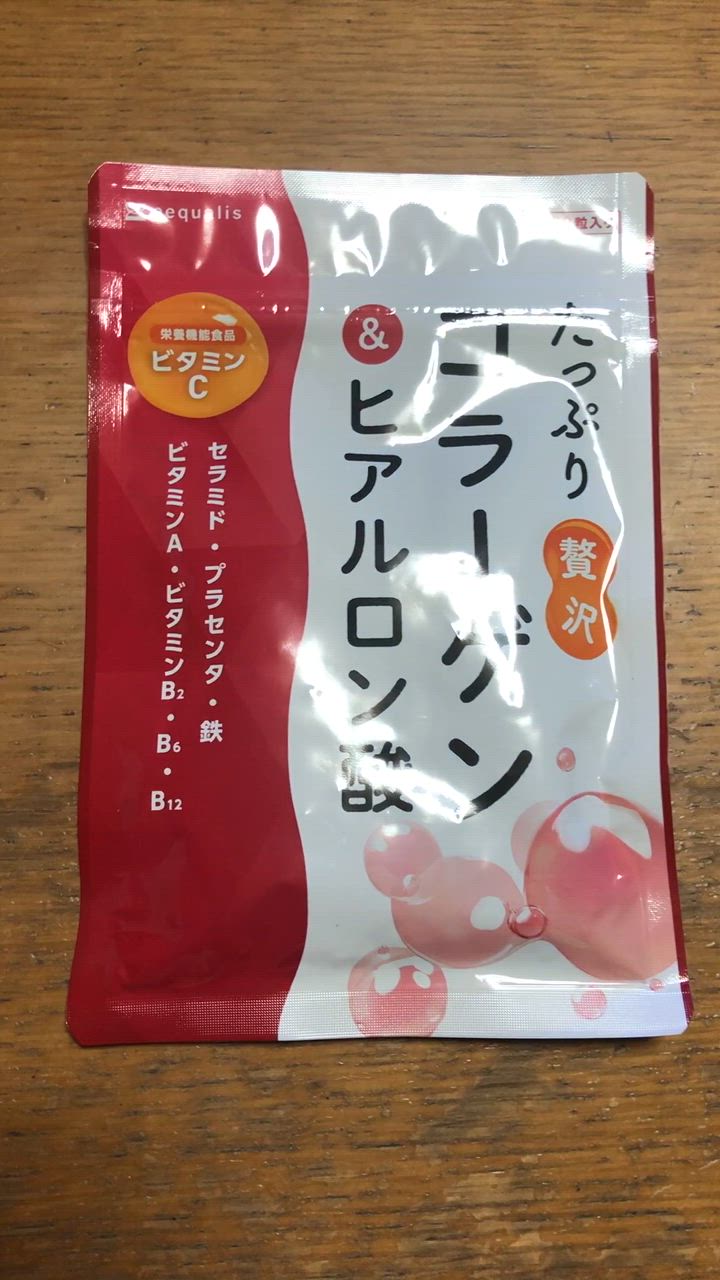 aequalis
粒入り
たっぷり
贅沢
コラーゲン
&
ヒアルロン酸
栄養機能食品
ビタミン
C
セラミド・プラセンタ・鉄
ビタミンA・ビタミンB2・B6・B12